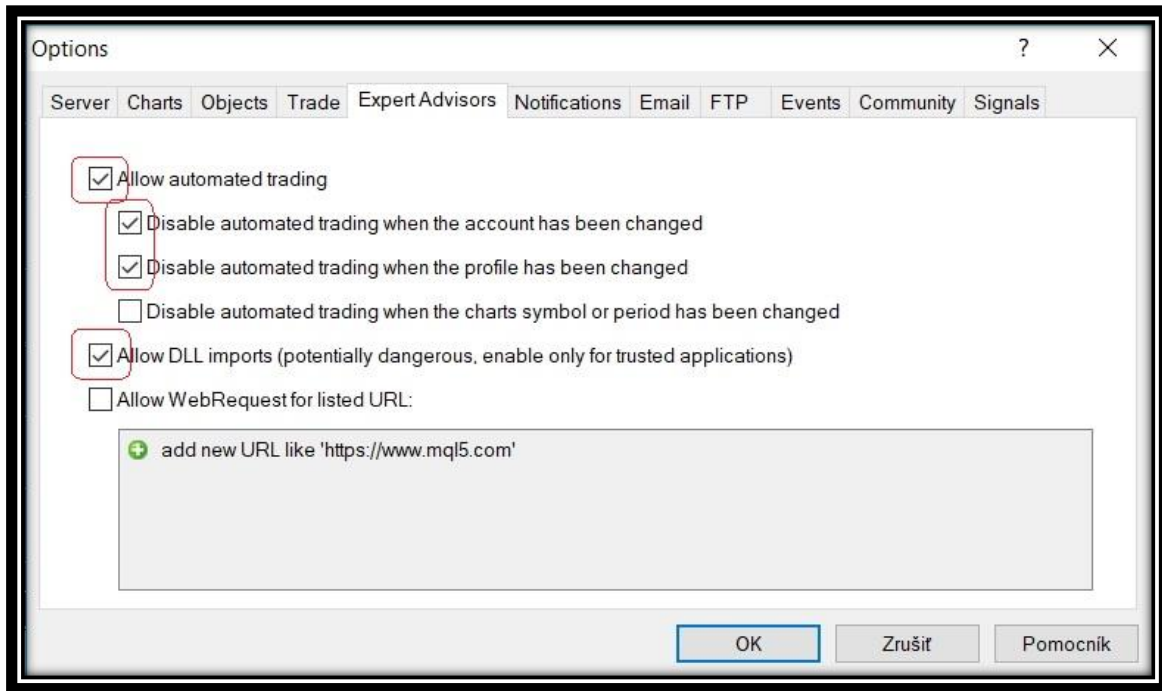 Options ?
Server Charts Objects Trade Expert Advisors Notifications Email FTP Events Community Signals
Allow automated trading
Disable automated trading when the account has been changed
Disable automated trading when the profile has been changed
Disable automated trading when the charts symbol or period has been changed
Allow DLL imports (potentially dangerous, enable only for trusted applications)
Allow WebRequest for listed URL:
add new URL like 'https://www.mql5.com'
OK Zrušiť Pomocník